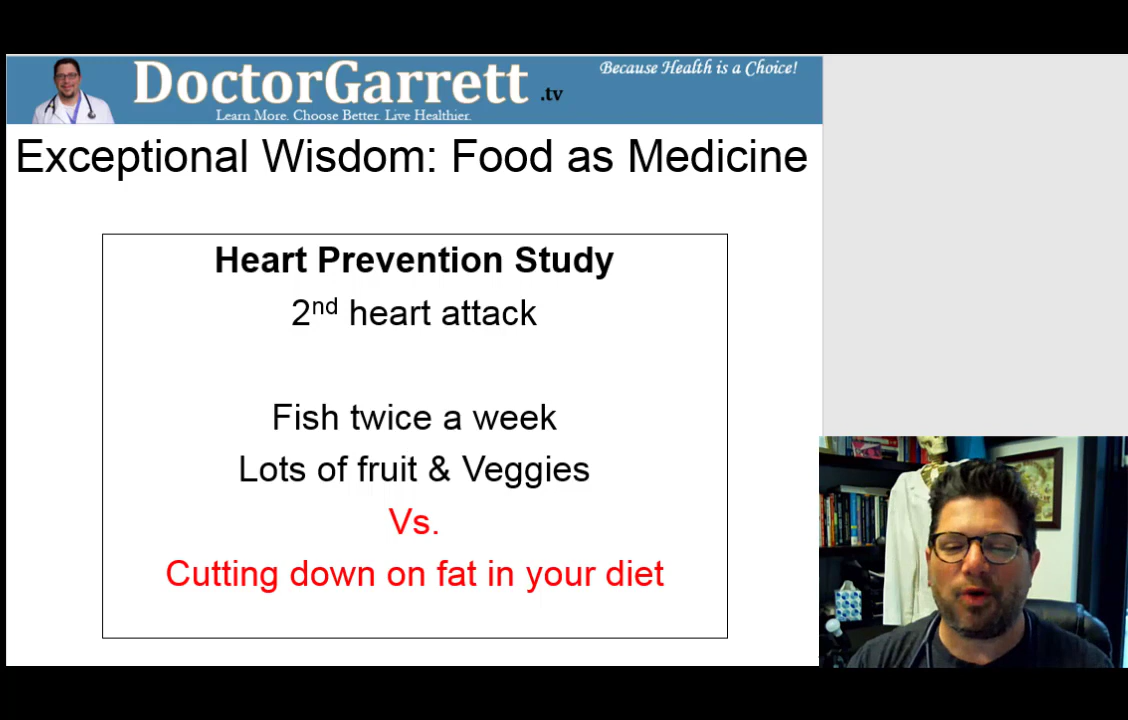 DoctorGarrett .tv
Because Health is a Choice!
Learn More. Choose Better. Live Healthier.
Exceptional Wisdom: Food as Medicine
Heart Prevention Study
2nd heart attack
Fish twice a week
Lots of fruit & Veggies
Vs.
Cutting down on fat in your diet